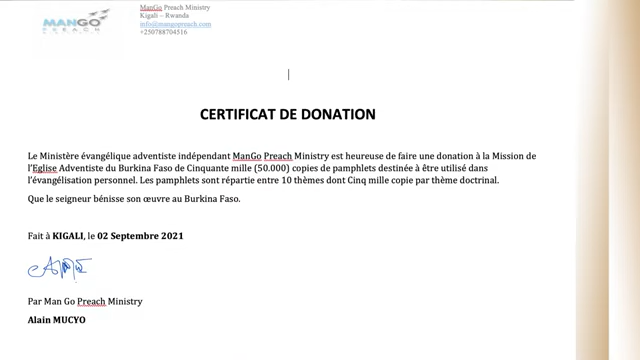 MANGO
PREACH
ManGo Preach Ministry
Kigali – Rwanda
info@mangopreach.com
+250788704516
CERTIFICAT DE DONATION
Le Ministère évangélique adventiste indépendant ManGo Preach Ministry est heureuse de faire une donation à la Mission de
l’Eglise Adventiste du Burkina Faso de Cinquante mille (50.000) copies de pamphlets destinée à être utilisé dans
l’évangélisation personnel. Les pamphlets sont répartie entre 10 thèmes dont Cinq mille copie par thème doctrinal.
Que le seigneur bénisse son œuvre au Burkina Faso.
Fait à KIGALI, le 02 Septembre 2021
Par Man Go Preach Ministry
Alain MUCYO